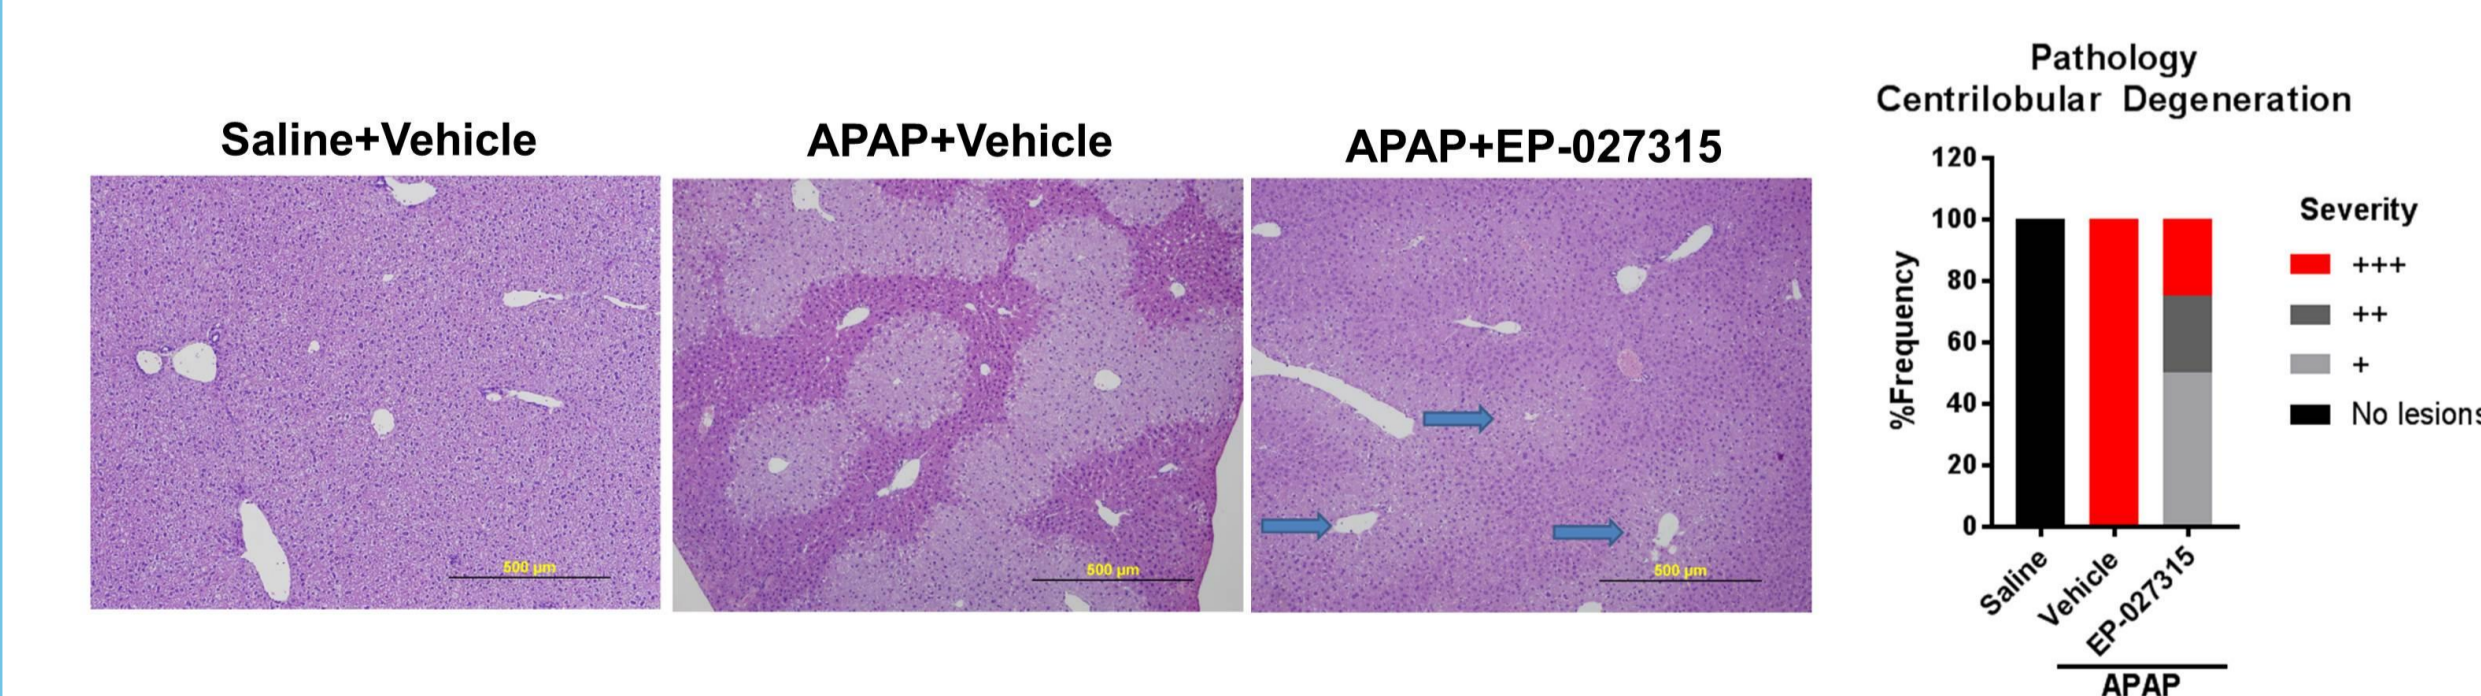 Saline+Vehicle
APAP+Vehicle
APAP+EP-027315
500 µm
500 µm
500 µm
Pathology
Centrilobular Degeneration
%Frequency
120
100
80
60
40
20
0
Saline
Vehicle
EP-027315
APAP
Severity
+++
++
+
No lesions